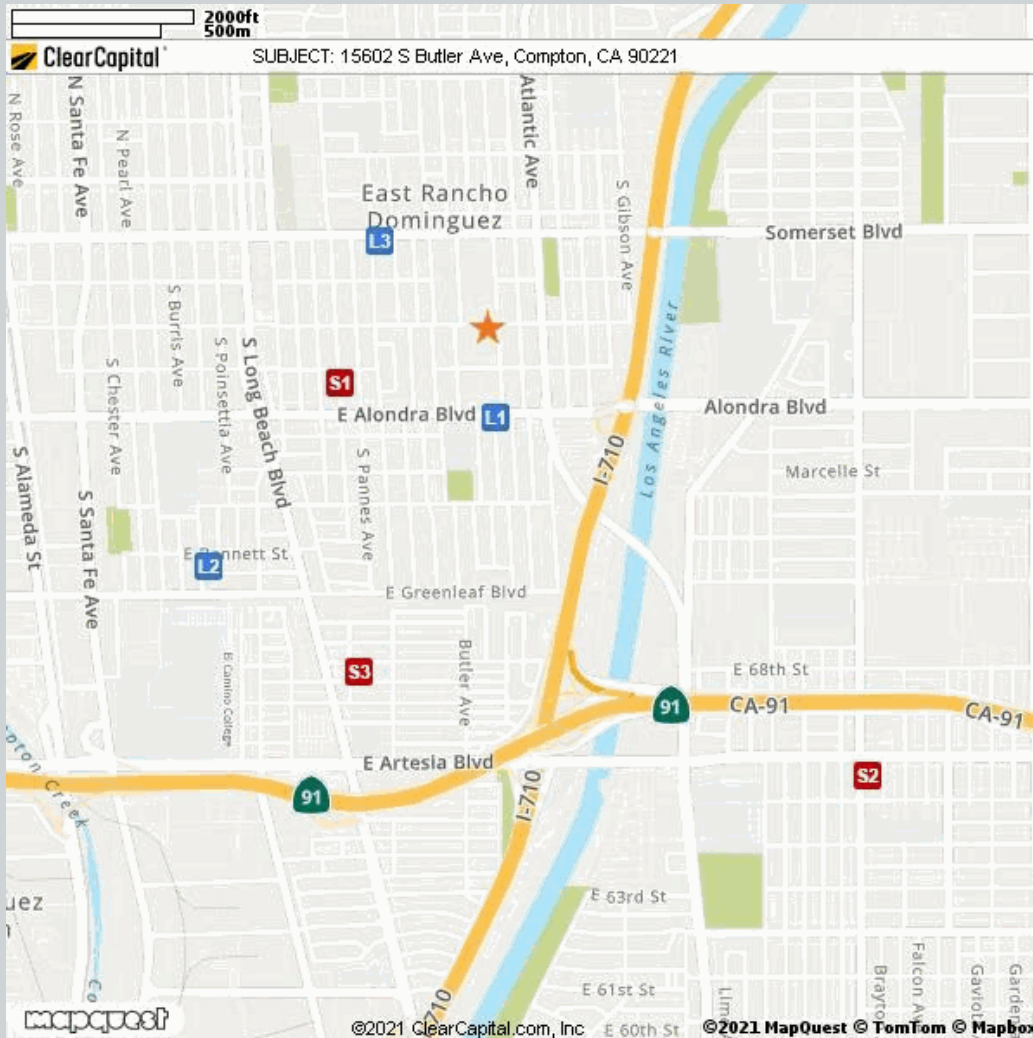 2000ft
500m
ClearCapital
SUBJECT: 15602 S Butler Ave, Compton, CA 90221
N Rose Ave
N Santa Fe Ave
N Pearl Ave
Atlantic Ave
East Rancho
Dominguez
S Gibson Ave
Somerset Blvd
L3
S Burris Ave
S Poinsettia Ave
S Long Beach Blvd
S Chester Ave
S1
E Alondra Blvd
L1
Alondra Blvd
Los Angeles River
I-710
S Alameda St
S Santa Fe Ave
S Pannes Ave
Marcelle St
L2
E Greenleaf Blvd
El Camino College
S3
Butler Ave
E 68th St
91
CA-91
CA-91
E Artesia Blvd
91
I-710
S2
Creek
E 63rd St
E 61st St
E 60th St
Falcon
mapquest
©2021 ClearCapital.com, Inc
©2021 MapQuest © TomTom © Mapbox